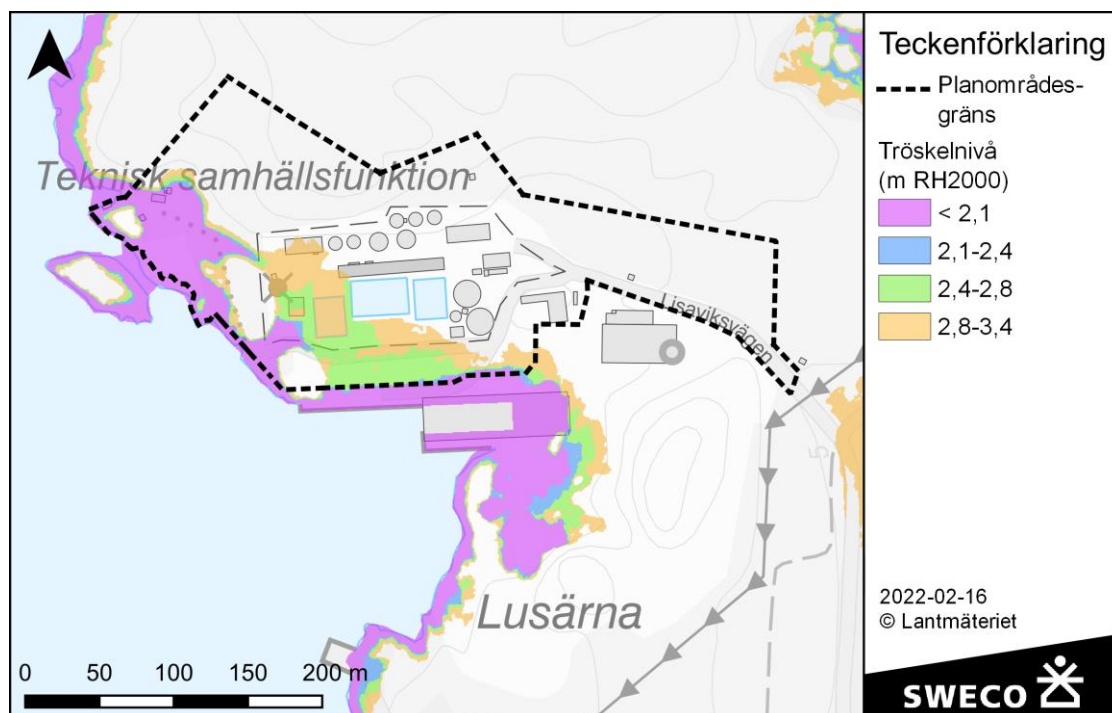 Teknisk samhällsfunktion
Lisaviksvägen
5
Lusärna
0 50 100 150 200 m
Teckenförklaring
Planområdes-
gräns
Tröskelnivå
(m RH2000)
< 2,1
2,1-2,4
2,4-2,8
2,8-3,4
2022-02-16
© Lantmäteriet
SWECO